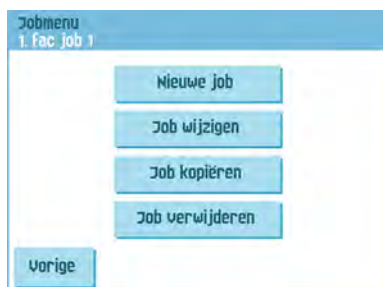 Jobmenu
1. Fac job 1
Nieuwe job
Job wijzigen
Job kopiëren
Job verwijderen
Vorige